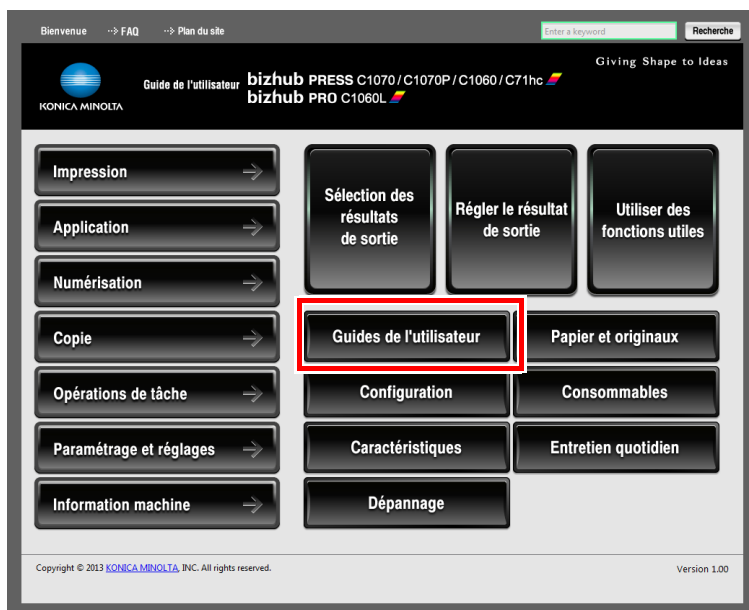 Bienvenue ··> FAQ ··> Plan du site Enter a keyword Recherche
Giving Shape to Ideas
KONICA MINOLTA
Guide de l'utilisateur bizhub PRESS C1070 / C1070P / C1060 / C71hc
bizhub PRO C1060L
Impression
Application
Numérisation
Copie
Opérations de tâche
Paramétrage et réglages
Information machine
Sélection des
résultats
de sortie
Régler le résultat
de sortie
Utiliser des
fonctions utiles
Guides de l'utilisateur
Papier et originaux
Configuration
Consommables
Caractéristiques
Entretien quotidien
Dépannage
Copyright © 2013 KONICA MINOLTA, INC. All rights reserved.
Version 1.00